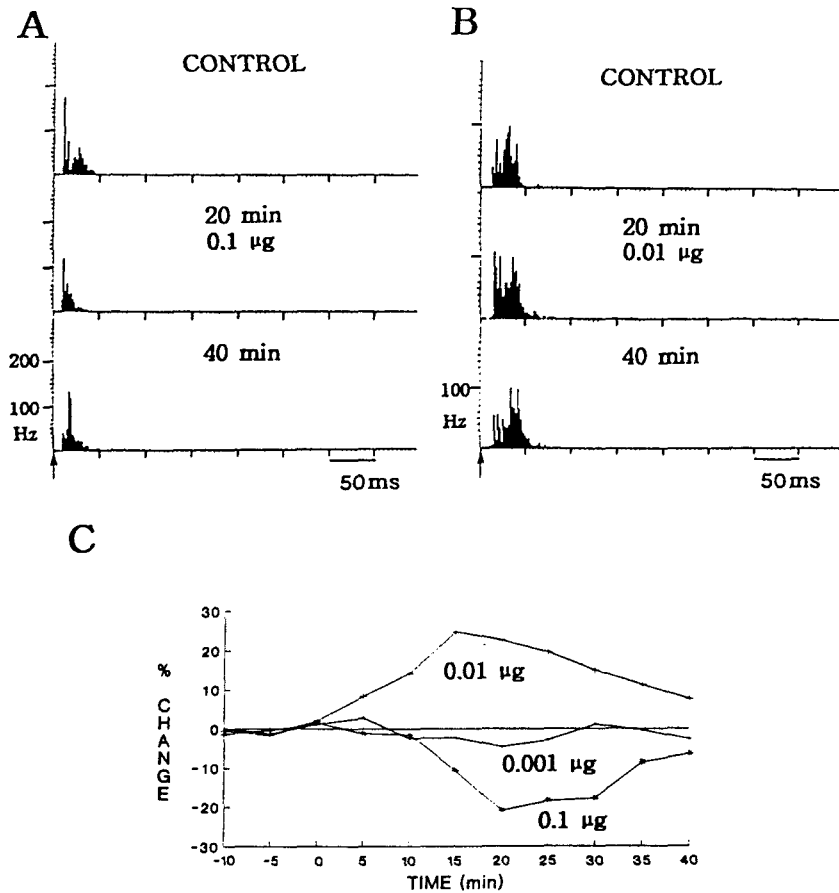 A
CONTROL
20 min
0.1 µg
40 min
200
100
Hz
50ms
B
CONTROL
20 min
0.01 µg
40 min
100
Hz
50ms
C
30
20
10
0
-10
-20
-30
% CHANGE
0.01 µg
0.001 µg
0.1 µg
-10 -5 0 5 10 15 20 25 30 35 40
TIME (min)